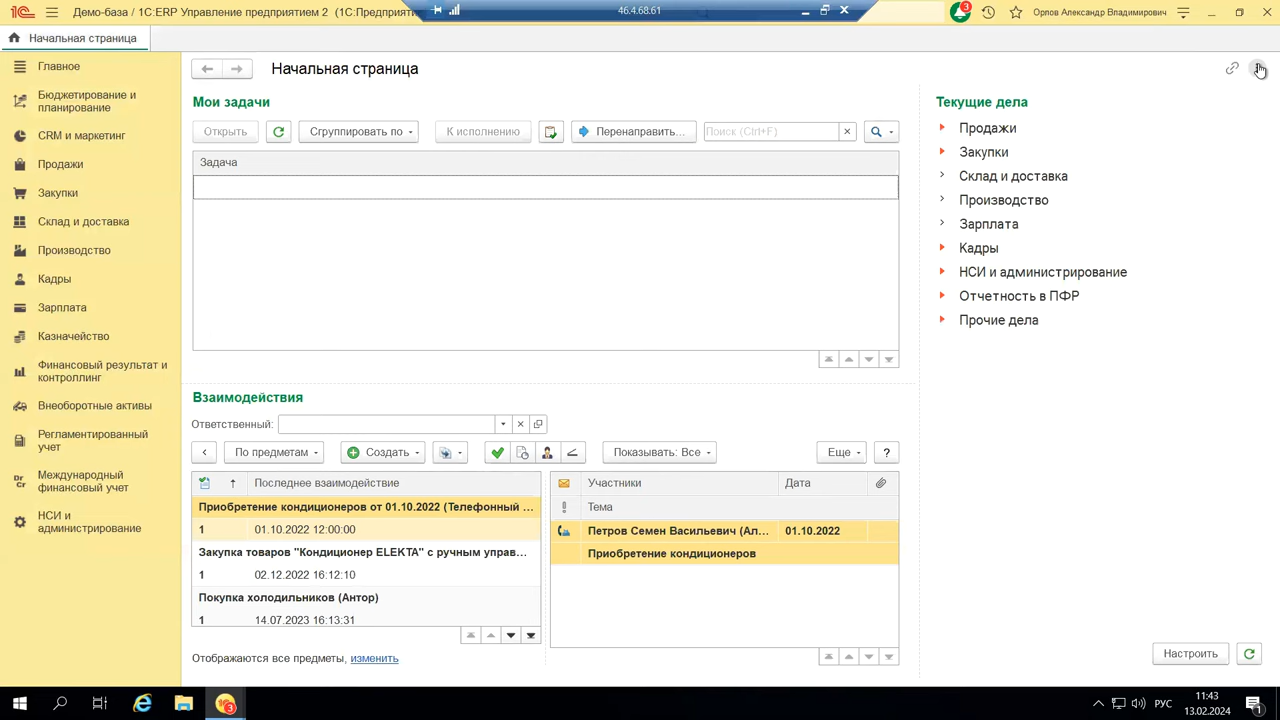 Демо-база / 1С:ERP Управление предприятием 2 (1С:Предприяти
46.4.68.61
3
Орлов Александр Владимирович
Начальная страница
Главное
Бюджетирование и
планирование
CRM и маркетинг
Продажи
Закупки
Склад и доставка
Производство
Кадры
Зарплата
Казначейство
Финансовый результат и
контроллинг
Внеоборотные активы
Регламентированный
учет
Dr
Cr
Международный
финансовый учет
НСИ и
администрирование
Начальная страница
Мои задачи
Открыть
Сгруппировать по
К исполнению
Перенаправить...
Поиск (Ctrl+F)
Задача
Взаимодействия
Ответственный:
По предметам
Создать
Показывать: Все
Еще
?
Последнее взаимодействие
Приобретение кондиционеров от 01.10.2022 (Телефонный ...
1 01.10.2022 12:00:00
Закупка товаров "Кондиционер ELEKTA" с ручным управ...
1 02.12.2022 16:12:10
Покупка холодильников (Антор)
1 14.07.2023 16:13:31
Отображаются все предметы, изменить
Участники Дата
Тема
Петров Семен Васильевич (Ал... 01.10.2022
Приобретение кондиционеров
Текущие дела
Продажи
Закупки
Склад и доставка
Производство
Зарплата
Кадры
НСИ и администрирование
Отчетность в ПФР
Прочие дела
Настроить
3
РУС
11:43
13.02.2024
1